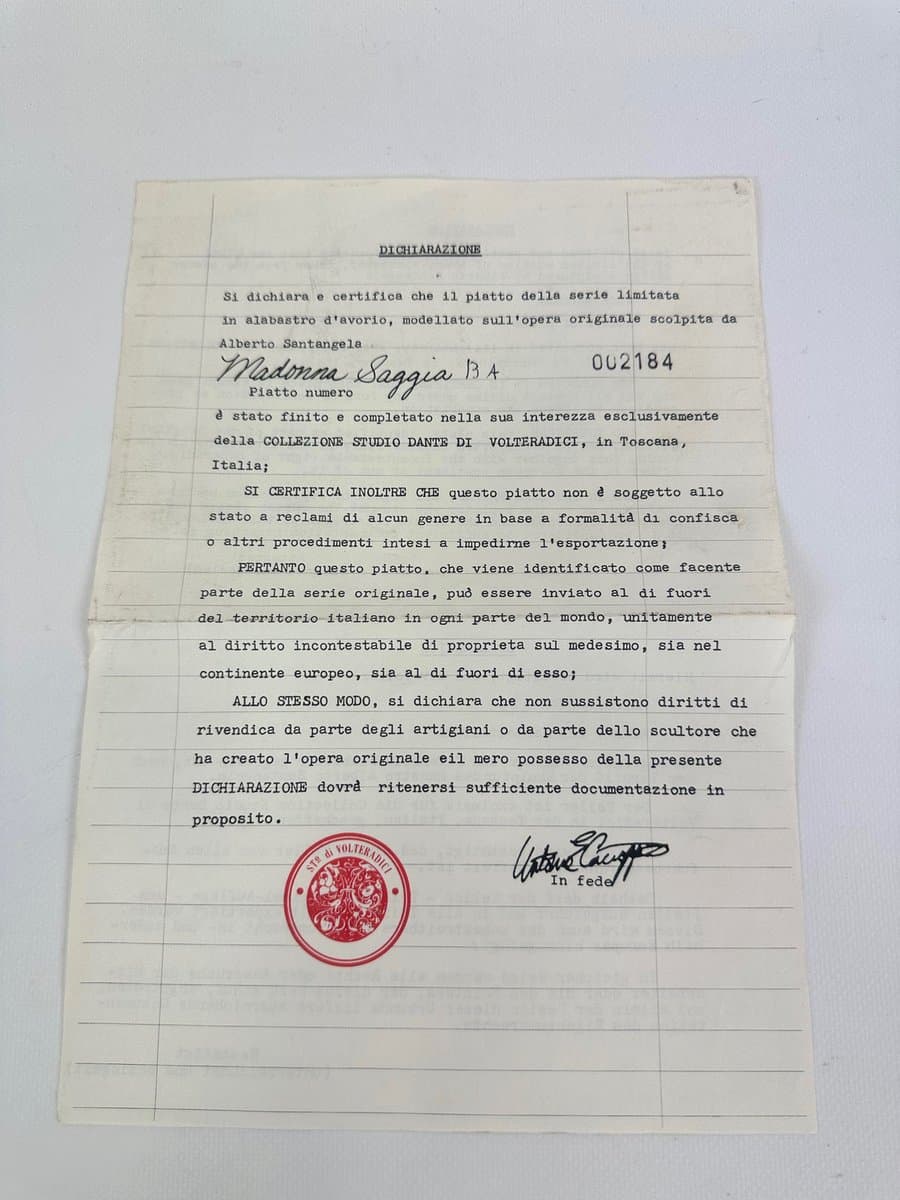 DICHIARAZIONE
Si dichiara e certifica che il piatto della serie limitata
in alabastro d'avorio, modellato sull'opera originale scolpita da
Alberto Santangela
Madonna Saggia BA 002184
Piatto numero
è stato finito e completato nella sua interezza esclusivamente
della COLLEZIONE STUDIO DANTE DI VOLTERADICI, in Toscana,
Italia;
SI CERTIFICA INOLTRE CHE questo piatto non è soggetto allo
stato a reclami di alcun genere in base a formalità di confisca
o altri procedimenti intesi a impedirne l'esportazione;
PERTANTO questo piatto, che viene identificato come facente
parte della serie originale, può essere inviato al di fuori
del territorio italiano in ogni parte del mondo, unitamente
al diritto incontestabile di proprieta sul medesimo, sia nel
continente europeo, sia al di fuori di esso;
ALLO STESSO MODO, si dichiara che non sussistono diritti di
rivendica da parte degli artigiani o da parte dello scultore che
ha creato l'opera originale eil mero possesso della presente
DICHIARAZIONE dovrà ritenersi sufficiente documentazione in
proposito.
STº di VOLTERADICI
In fede